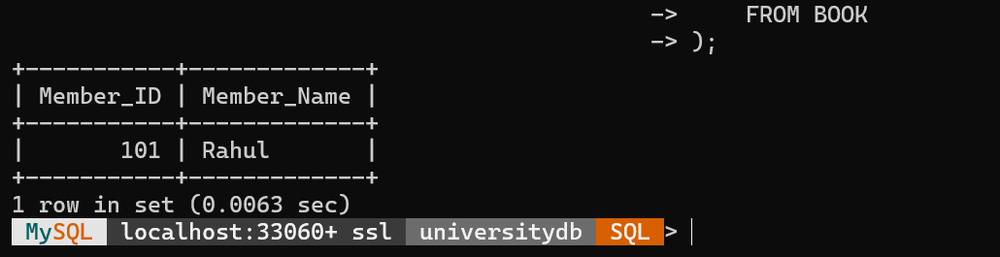 ->     FROM BOOK
-> );
+-----------+-------------+
| Member_ID | Member_Name |
+-----------+-------------+
|       101 | Rahul       |
+-----------+-------------+
1 row in set (0.0063 sec)
MySQL  localhost:33060+ ssl  universitydb  SQL >